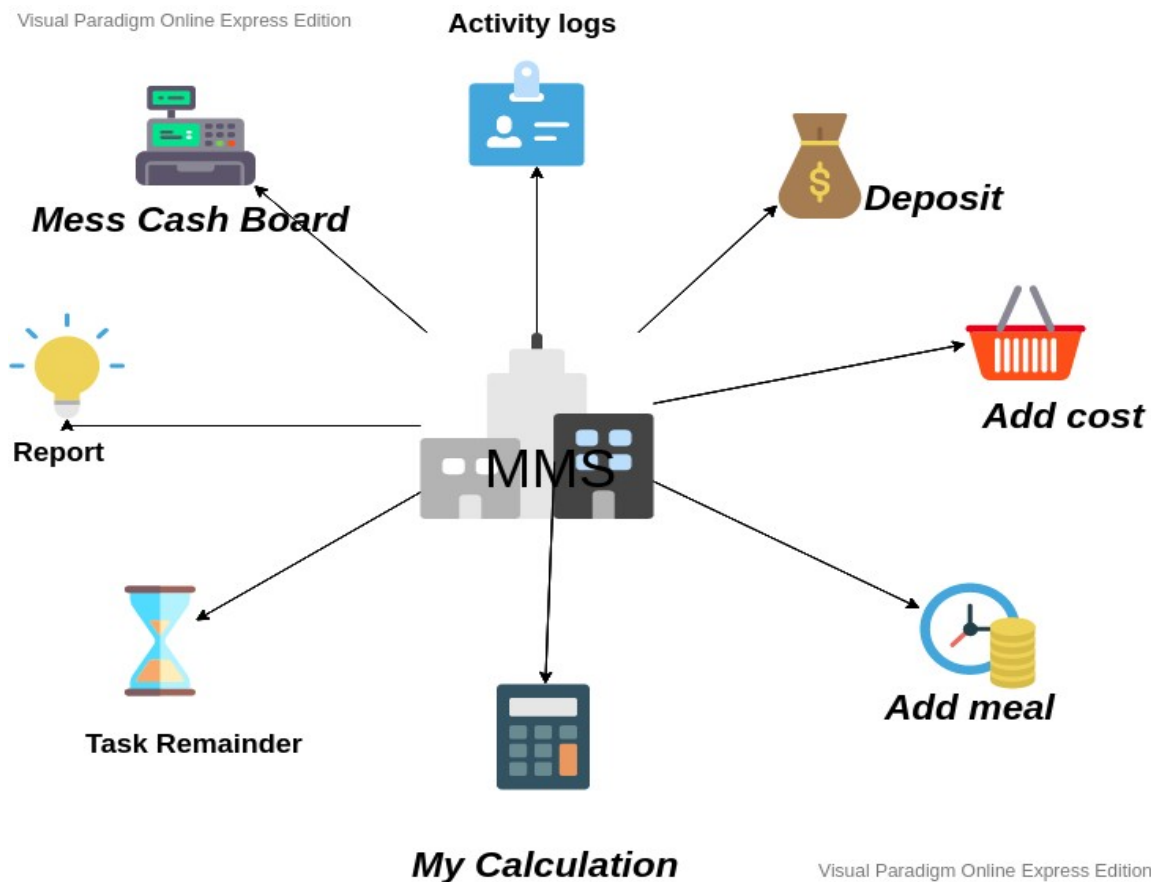 Visual Paradigm Online Express Edition
Activity logs
Mess Cash Board
Deposit
Add cost
Report
MMS
Add meal
Task Remainder
My Calculation
Visual Paradigm Online Express Edition